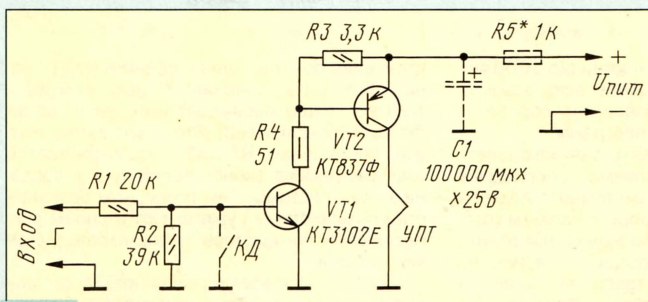 R3 3,3 к
R5* 1 к
+
+
Uпит
−
R4
51
VT2
КТ837Ф
C1
100000 мкх
х25В
R1 20 к
VT1
КТ3102Е
ВХОД
R2
39 к
КД
УПТ